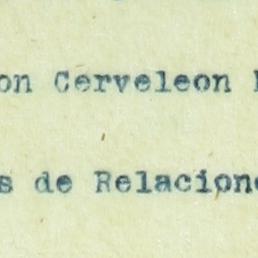 on Cerveleon
s de Relacion